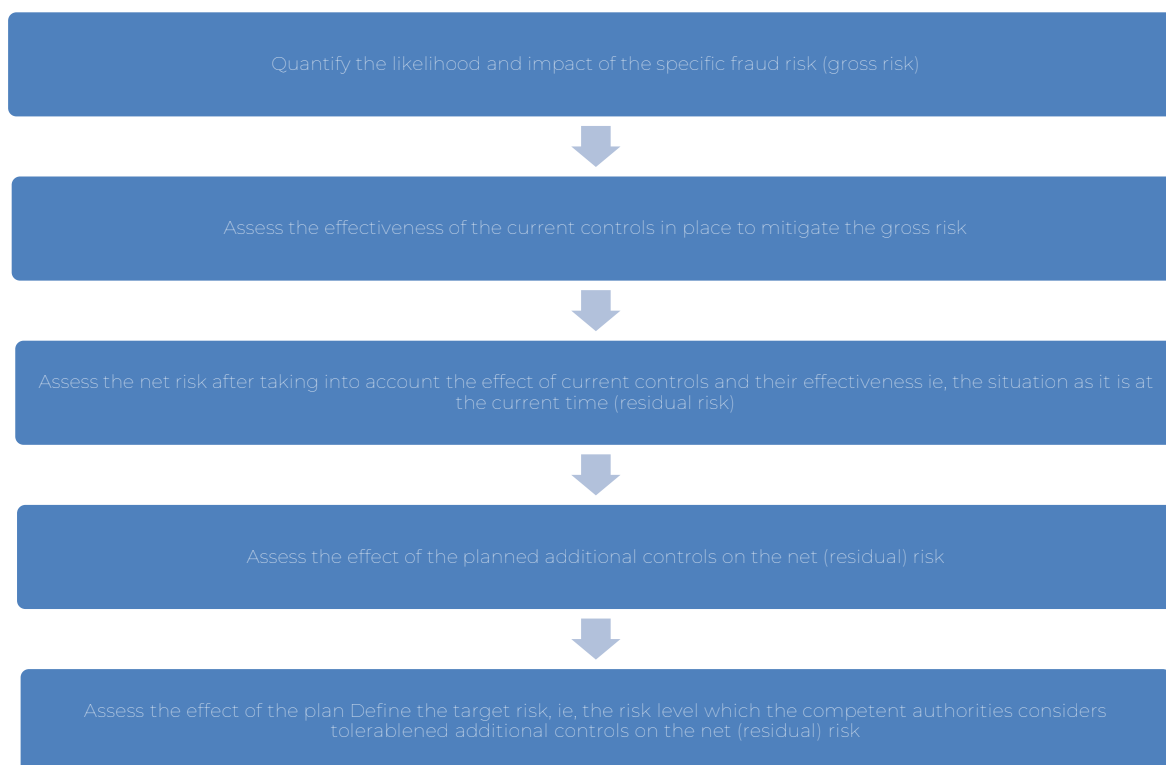 Quantify the likelihood and impact of the specific fraud risk (gross risk)
Assess the effectiveness of the current controls in place to mitigate the gross risk
Assess the net risk after taking into account the effect of current controls and their effectiveness ie, the situation as it is at
the current time (residual risk)
Assess the effect of the planned additional controls on the net (residual) risk
Assess the effect of the plan Define the target risk, ie, the risk level which the competent authorities considers
tolerablened additional controls on the net (residual) risk